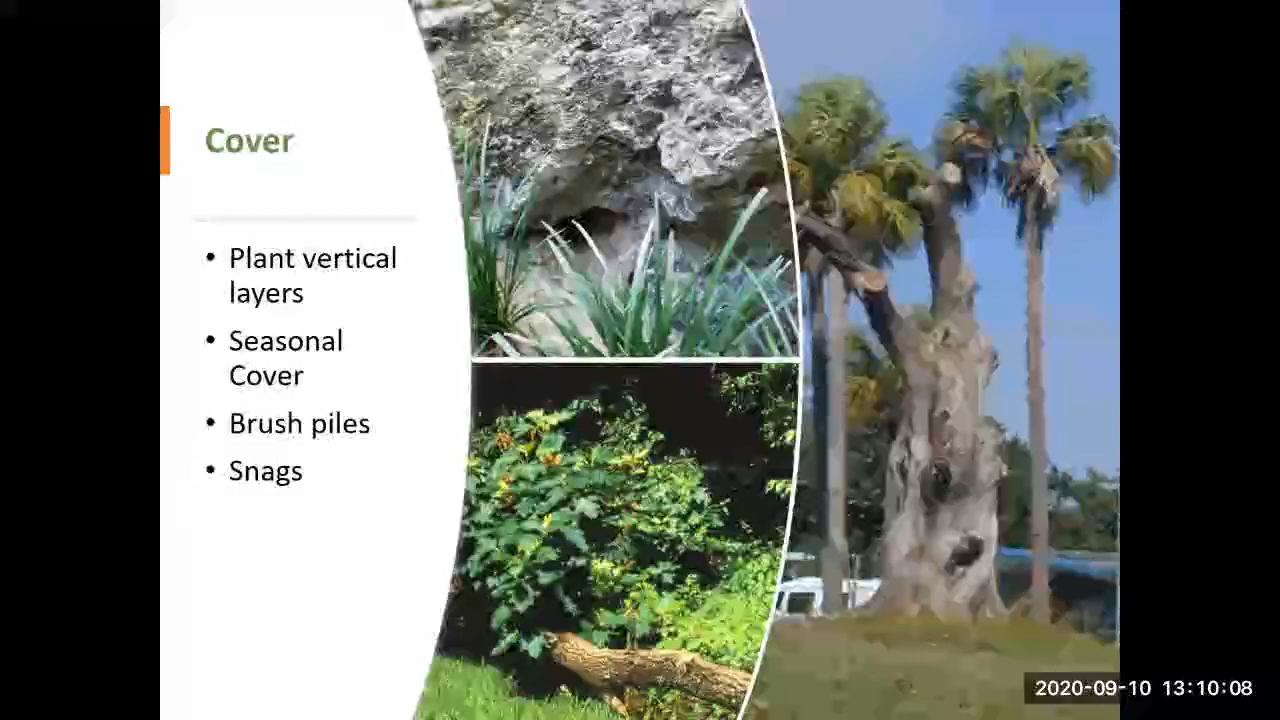 Cover
• Plant vertical
layers
• Seasonal
Cover
• Brush piles
• Snags
2020-09-10 13:10:08